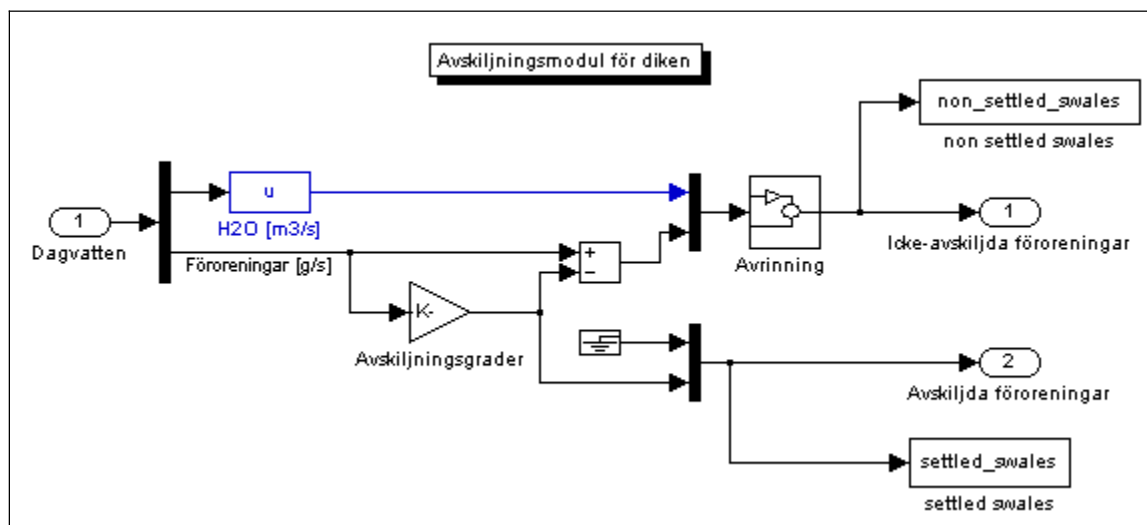 Avskiljningsmodul för diken
non_settled_swales
non settled swales
u
H2O [m3/s]
1
Dagvatten
Föroreningar [g/s]
+
−
K-
Avskiljningsgrader
Avrinning
1
Icke-avskiljda föroreningar
2
Avskiljda föroreningar
settled_swales
settled swales